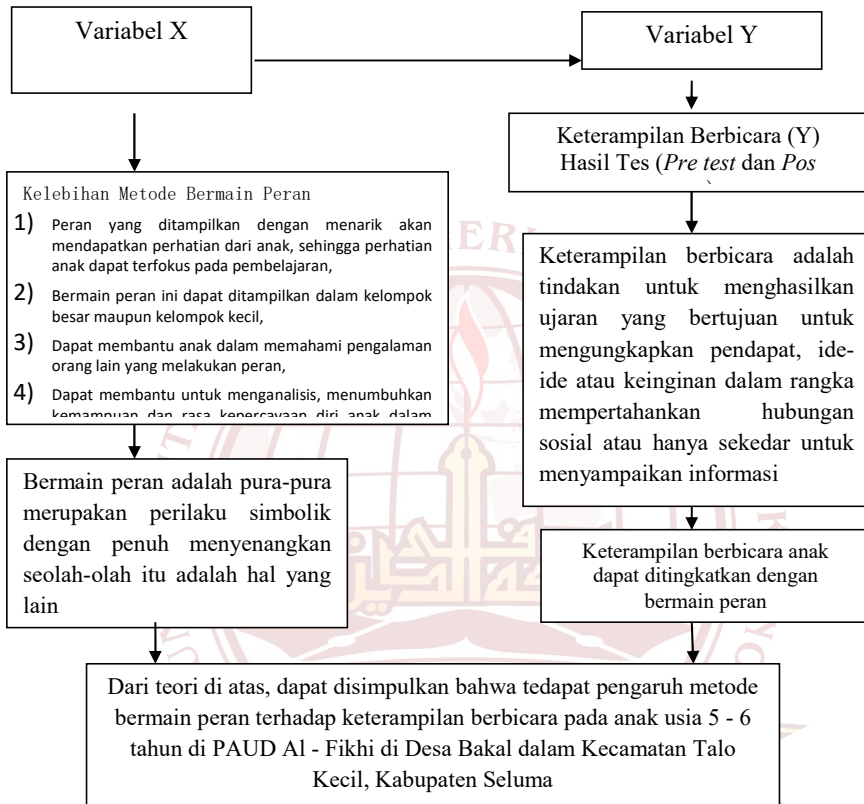 Variabel X
Variabel Y
Keterampilan Berbicara (Y)
Hasil Tes (Pre test dan Pos
Kelebihan Metode Bermain Peran
1) Peran yang ditampilkan dengan menarik akan
mendapatkan perhatian dari anak, sehingga perhatian
anak dapat terfokus pada pembelajaran,
2) Bermain peran ini dapat ditampilkan dalam kelompok
besar maupun kelompok kecil,
3) Dapat membantu anak dalam memahami pengalaman
orang lain yang melakukan peran,
4) Dapat membantu untuk menganalisis, menumbuhkan
kemampuan dan rasa kepercayaan diri anak dalam
Keterampilan berbicara adalah
tindakan untuk menghasilkan
ujaran yang bertujuan untuk
mengungkapkan pendapat, ide-
ide atau keinginan dalam rangka
mempertahankan hubungan
sosial atau hanya sekedar untuk
menyampaikan informasi
Bermain peran adalah pura-pura
merupakan perilaku simbolik
dengan penuh menyenangkan
seolah-olah itu adalah hal yang
lain
Keterampilan berbicara anak
dapat ditingkatkan dengan
bermain peran
Dari teori di atas, dapat disimpulkan bahwa tedapat pengaruh metode
bermain peran terhadap keterampilan berbicara pada anak usia 5 - 6
tahun di PAUD Al - Fikhi di Desa Bakal dalam Kecamatan Talo
Kecil, Kabupaten Seluma